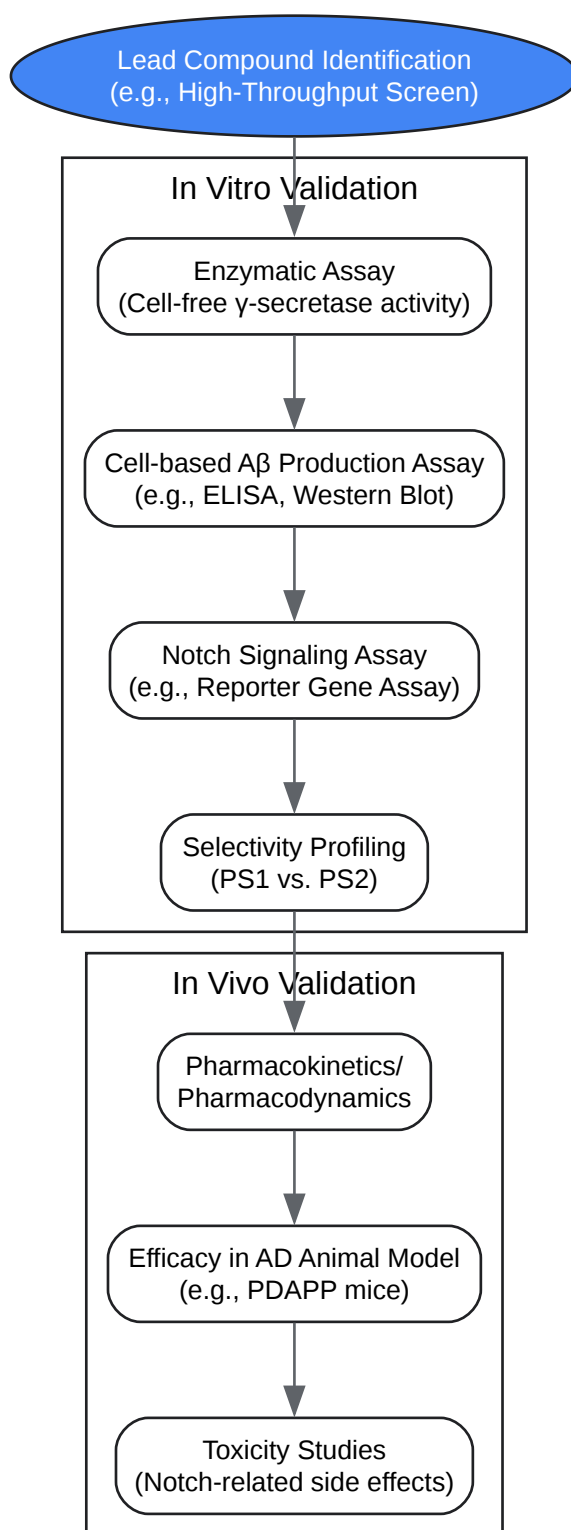 Lead Compound Identification
(e.g., High-Throughput Screen)
In Vitro Validation
Enzymatic Assay
(Cell-free γ-secretase activity)
Cell-based Aβ Production Assay
(e.g., ELISA, Western Blot)
Notch Signaling Assay
(e.g., Reporter Gene Assay)
Selectivity Profiling
(PS1 vs. PS2)
In Vivo Validation
Pharmacokinetics/
Pharmacodynamics
Efficacy in AD Animal Model
(e.g., PDAPP mice)
Toxicity Studies
(Notch-related side effects)